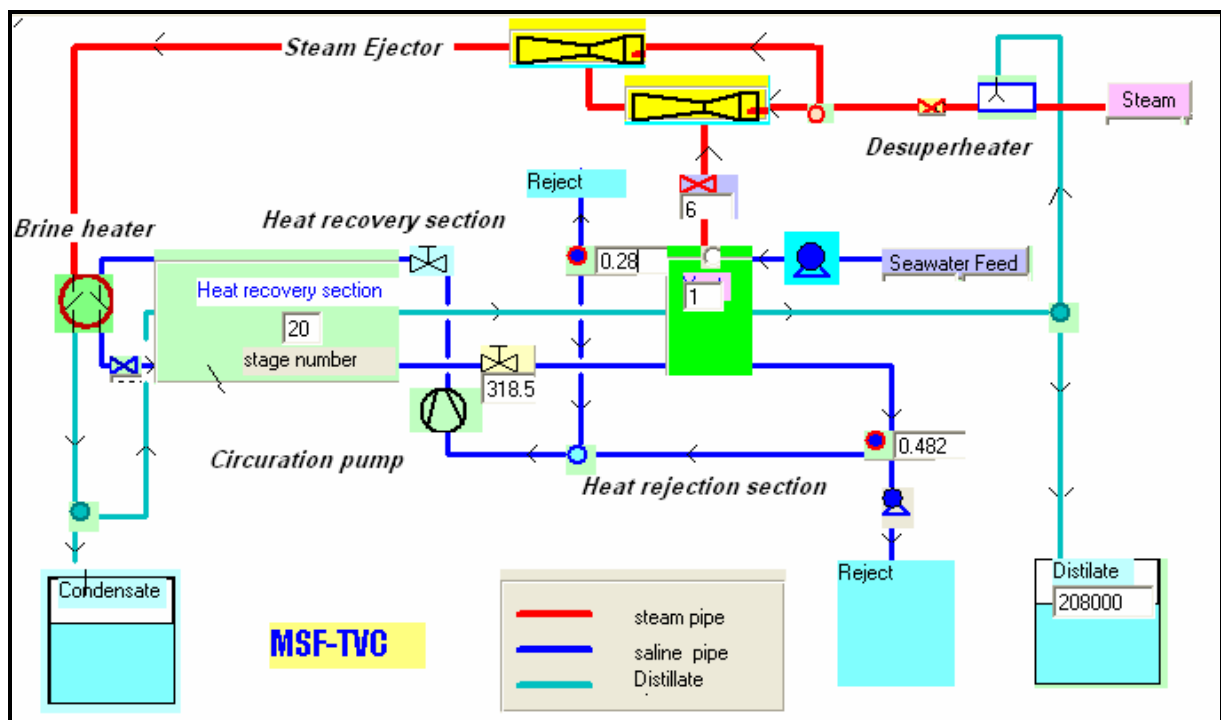 Steam Ejector
Steam
Desuperheater
Reject
6
Heat recovery section
Brine heater
0.28
Seawater Feed
Heat recovery section
1
20
stage number
318.5
0.482
Circuration pump
Heat rejection section
Condensate
Reject
Distilate
208000
steam pipe
MSF-TVC
saline pipe
Distillate